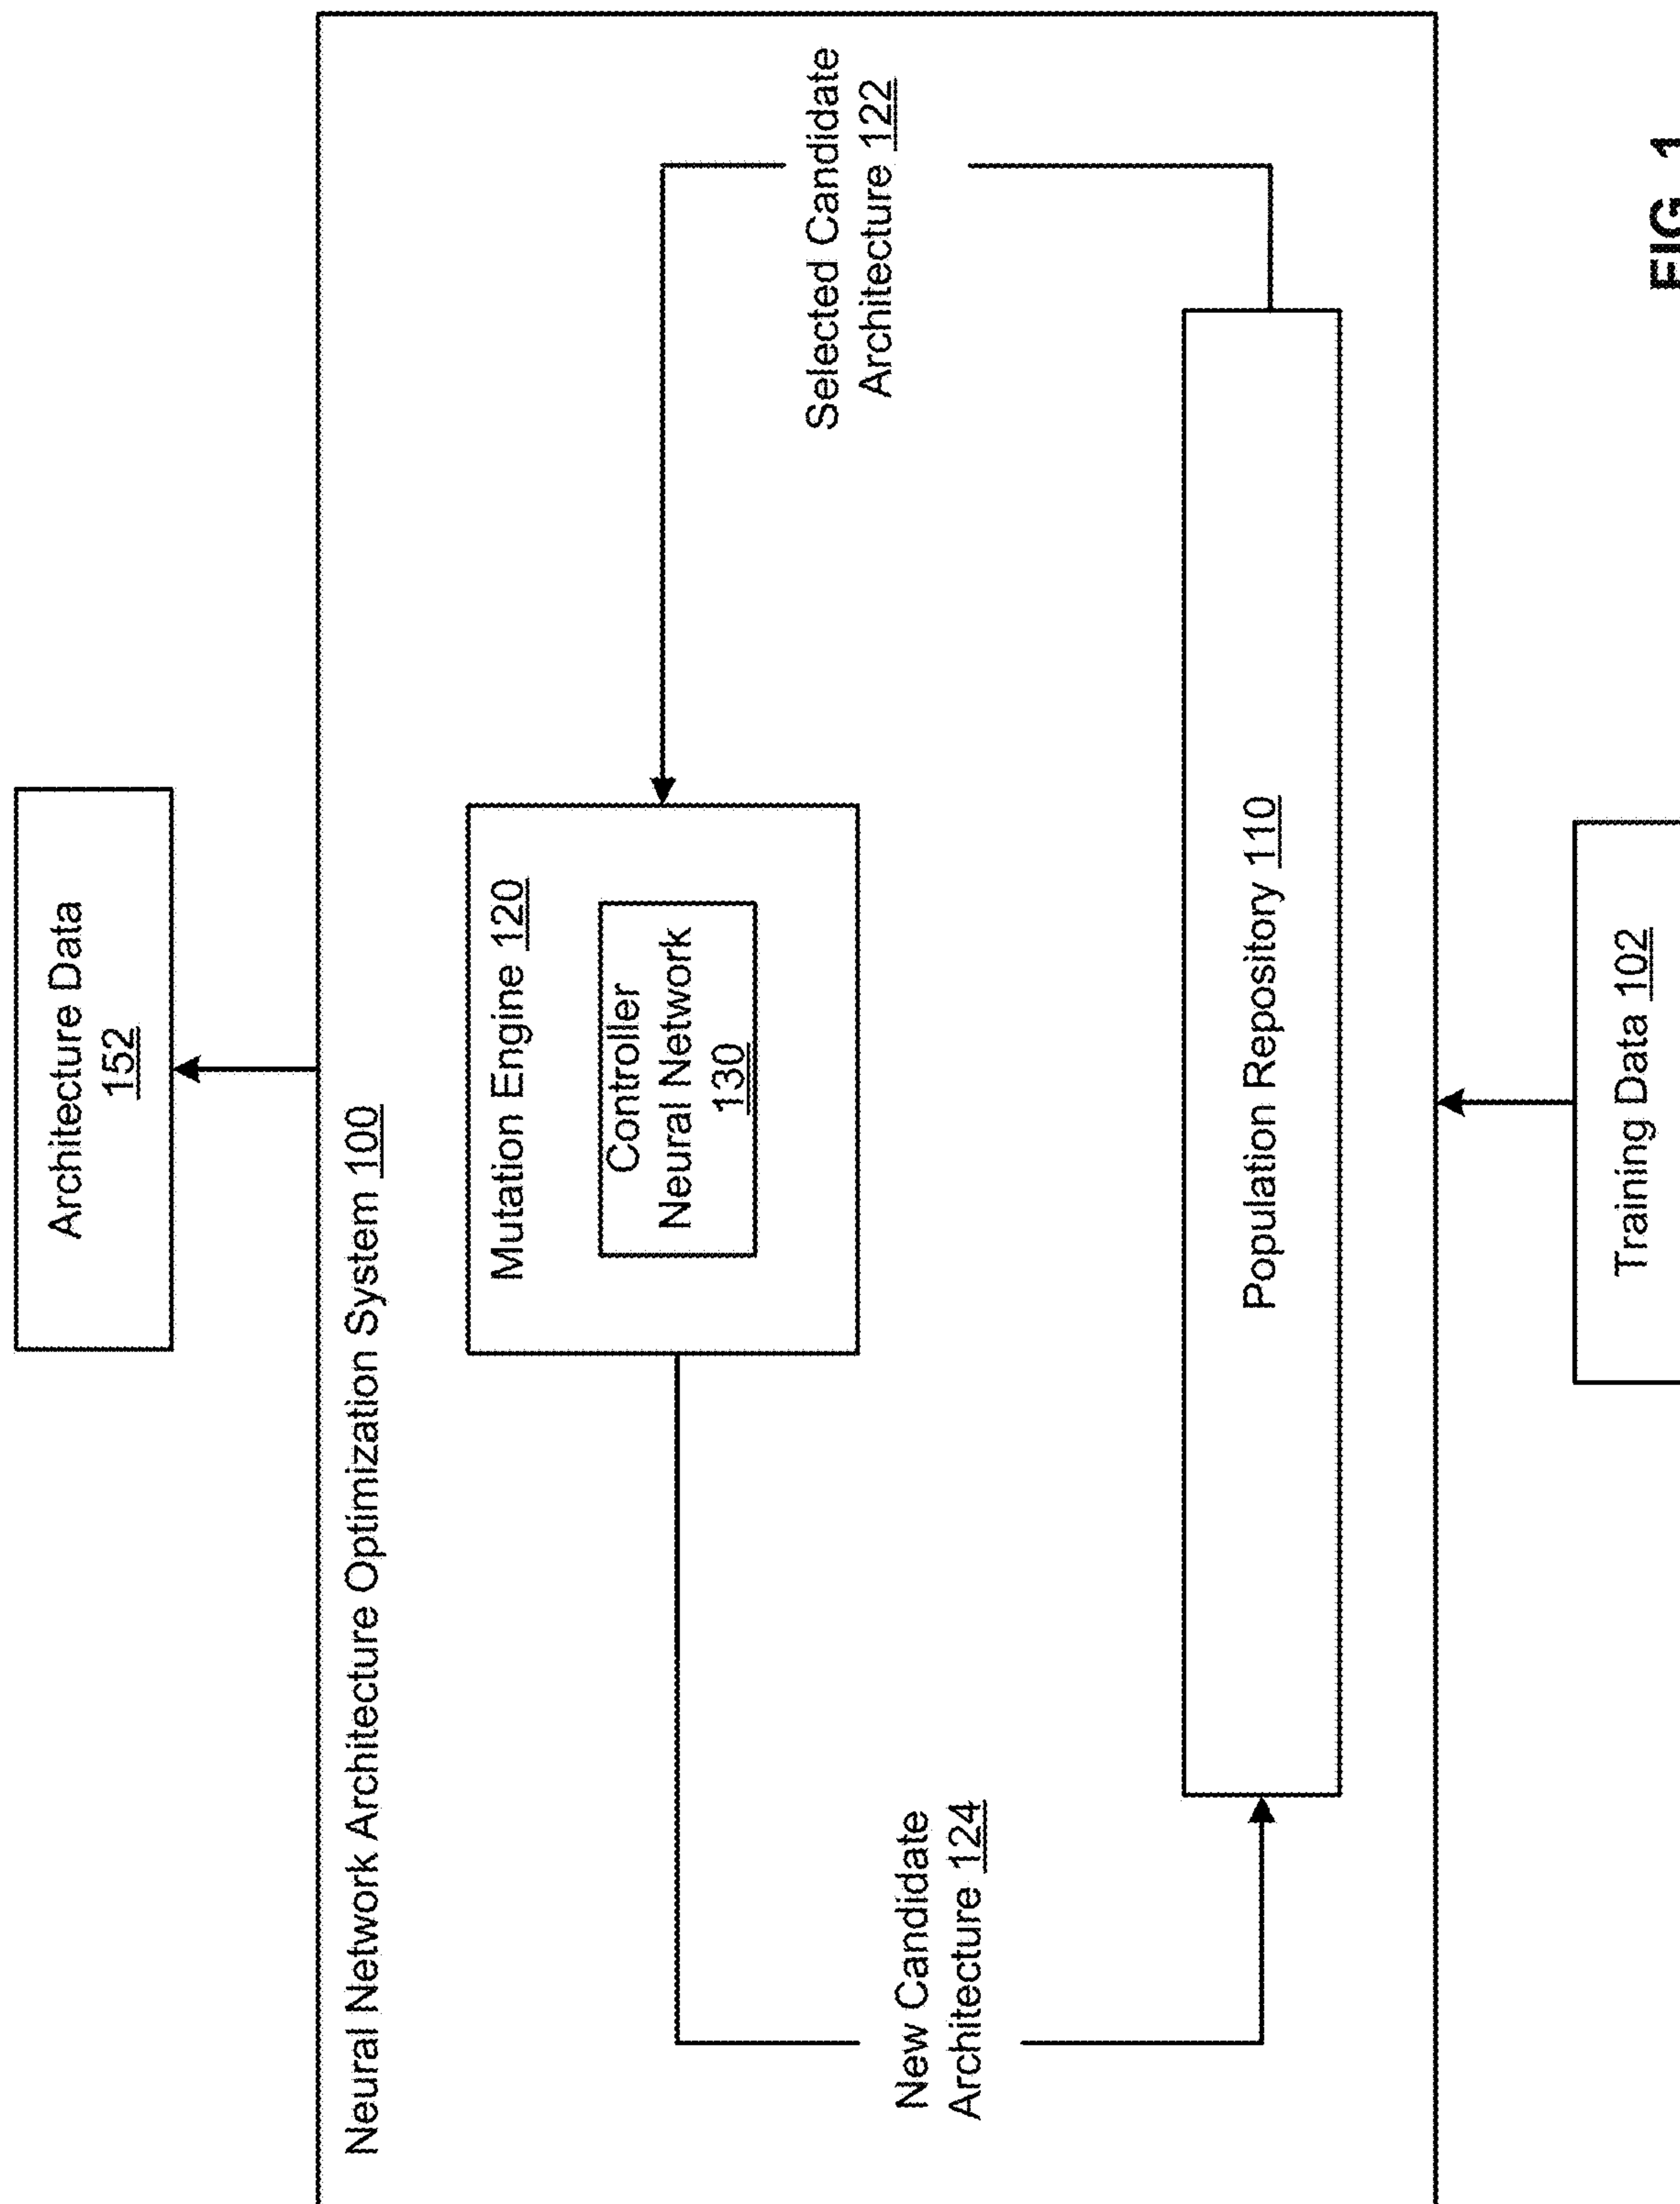 Architecture Data
152
Neural Network Architecture Optimization System 100
Mutation Engine 120
Controller
Neural Network
130
Selected Candidate
Architecture 122
New Candidate
Architecture 124
Population Repository 110
Training Data 102
FIG. 1